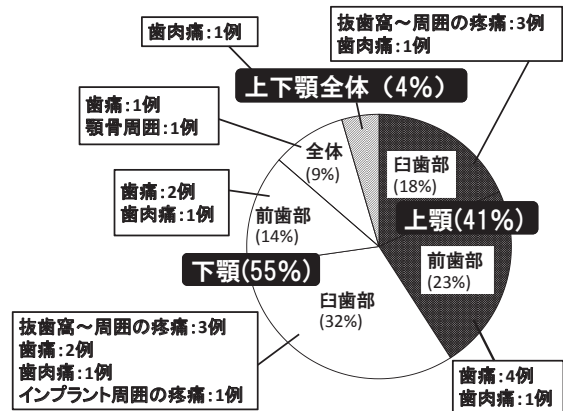 歯肉痛:1例
抜歯窩~周囲の疼痛:3例
歯肉痛:1例
上下顎全体(4%)
歯痛:1例
顎骨周囲:1例
全体
(9%)
臼歯部
(18%)
歯痛:2例
歯肉痛:1例
前歯部
(14%)
上顎(41%)
前歯部
(23%)
下顎(55%)
臼歯部
(32%)
抜歯窩~周囲の疼痛:3例
歯痛:2例
歯肉痛:1例
インプラント周囲の疼痛:1例
歯痛:4例
歯肉痛:1例